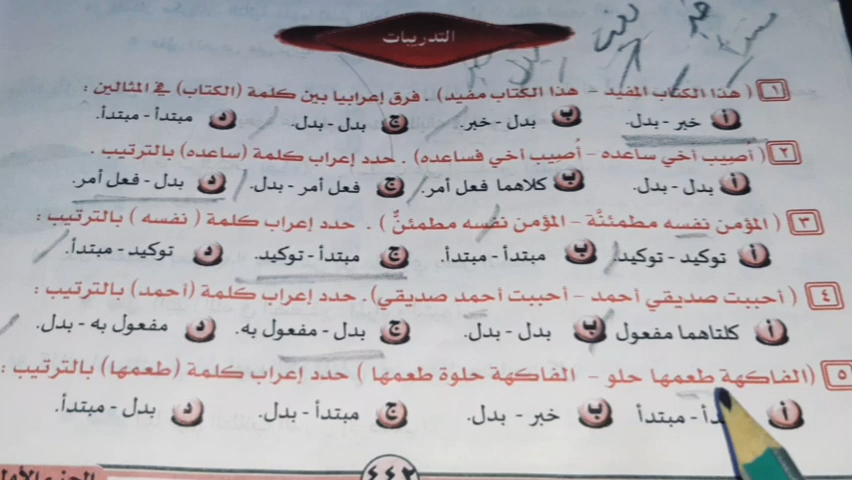 التدريبات
١ ( هذا الكتاب المفيد - هذا الكتاب مفيد) . فرق إعرابيا بين كلمة (الكتاب) في المثالين :
أ خبر - بدل. ب بدل - خبر. ج بدل - بدل. د مبتدأ - مبتدأ.
٢ ( أصيب أخي ساعده - أُصيب أخي فساعده) . حدد إعراب كلمة (ساعده) بالترتيب .
أ بدل - بدل. ب كلاهما فعل أمر. ج فعل أمر - بدل. د بدل - فعل أمر.
٣ ( المؤمن نفسه مطمئنَّة - المؤمن نفسه مطمئنٌّ ) . حدد إعراب كلمة ( نفسه ) بالترتيب :
أ توكيد - توكيد. ب مبتدأ - مبتدأ. ج مبتدأ - توكيد. د توكيد - مبتدأ.
٤ ( أحببت صديقي أحمد - أحببت أحمد صديقي). حدد إعراب كلمة (أحمد) بالترتيب :
أ كلتاهما مفعول ب بدل - بدل. ج بدل - مفعول به. د مفعول به - بدل.
٥ (الفاكهة طعمها حلو - الفاكهة حلوة طعمها ) حدد إعراب كلمة (طعمها) بالترتيب :
أ - مبتدأ ب خبر - بدل. ج مبتدأ - بدل. د بدل - مبتدأ.
٤٤٢